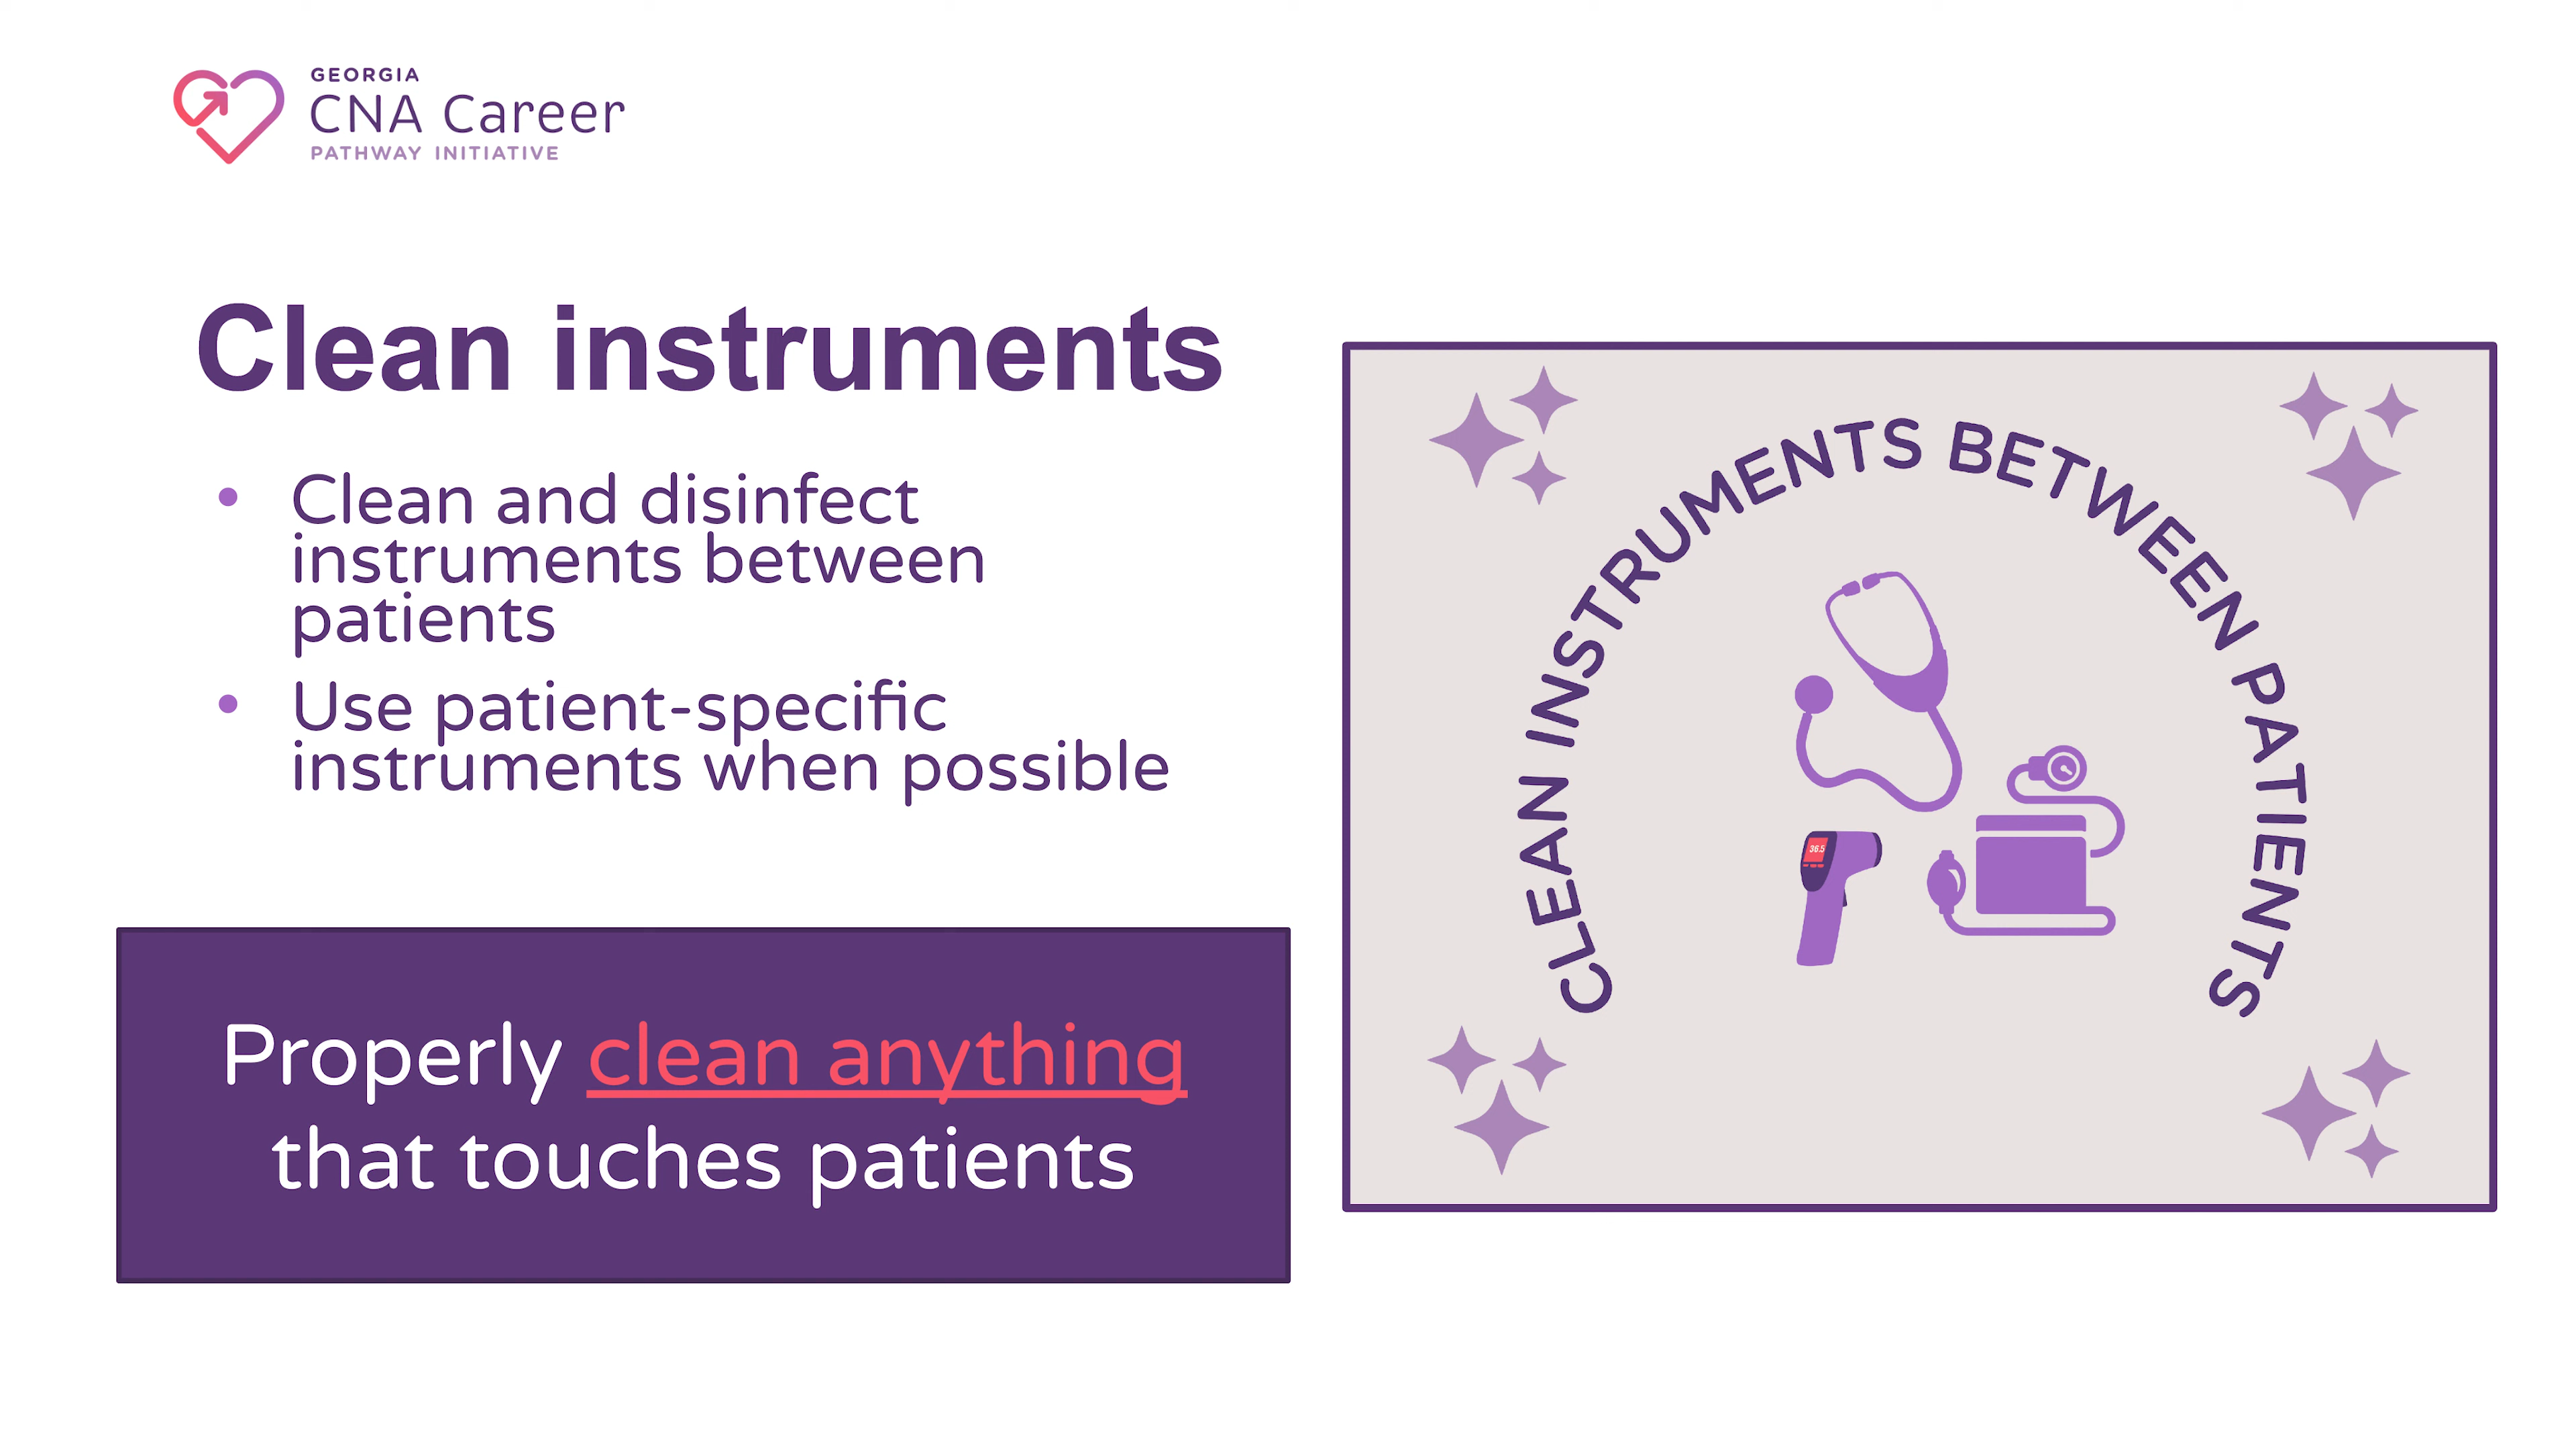 GEORGIA
CNA Career
PATHWAY INITIATIVE
Clean instruments
• Clean and disinfect
instruments between
patients
• Use patient-specific
instruments when possible
Properly clean anything
that touches patients
CLEAN INSTRUMENTS BETWEEN PATIENTS
36.5